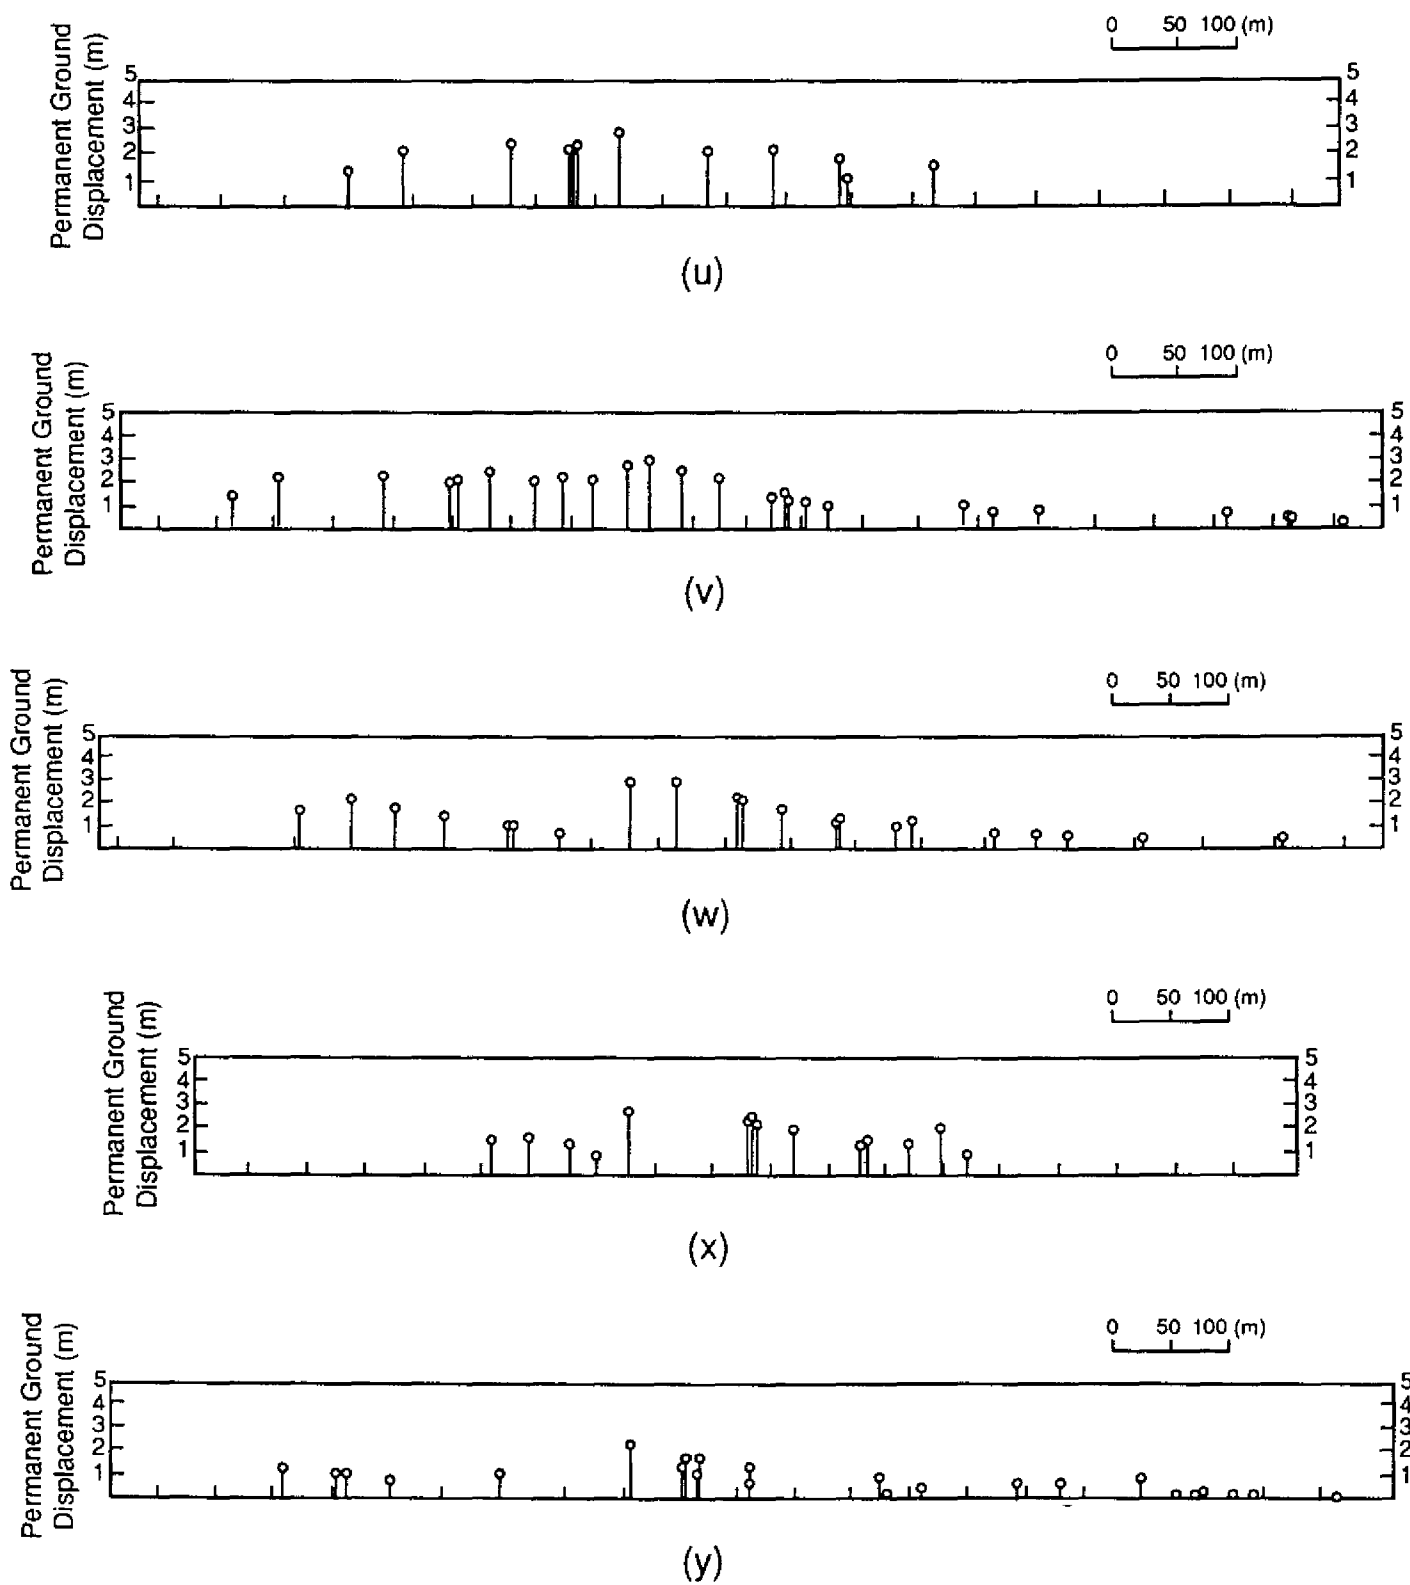 0 50 100 (m)
Permanent Ground
Displacement (m)
5 5
4 4
3 3
2 2
1 1
(u)
0 50 100 (m)
Permanent Ground
Displacement (m)
5 5
4 4
3 3
2 2
1 1
(v)
0 50 100 (m)
Permanent Ground
Displacement (m)
5 5
4 4
3 3
2 2
1 1
(w)
0 50 100 (m)
Permanent Ground
Displacement (m)
5 5
4 4
3 3
2 2
1 1
(x)
0 50 100 (m)
Permanent Ground
Displacement (m)
5 5
4 4
3 3
2 2
1 1
(y)